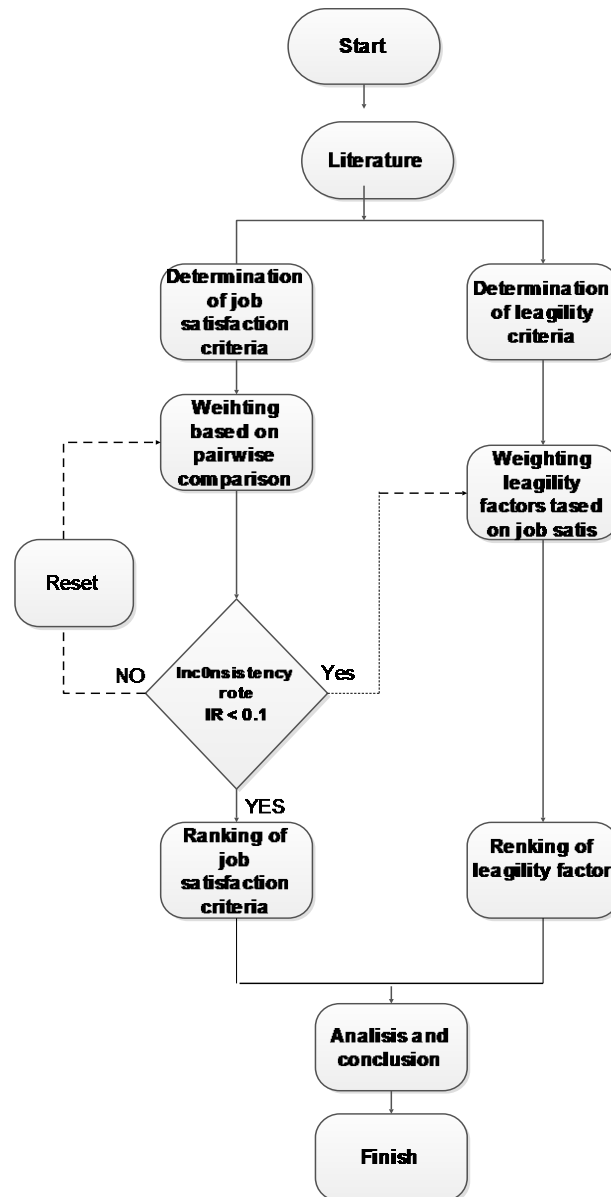 Start
Literature
Determination
of job
satisfaction
criteria
Determination
of leagility
criteria
Weihting
based on
pairwise
comparison
Weighting
leagility
factors tased
on job satis
Reset
NO
Inc0nsistency
rote
IR < 0.1
Yes
YES
Ranking of
job
satisfaction
criteria
Renking of
leagility factor
Analisis and
conclusion
Finish